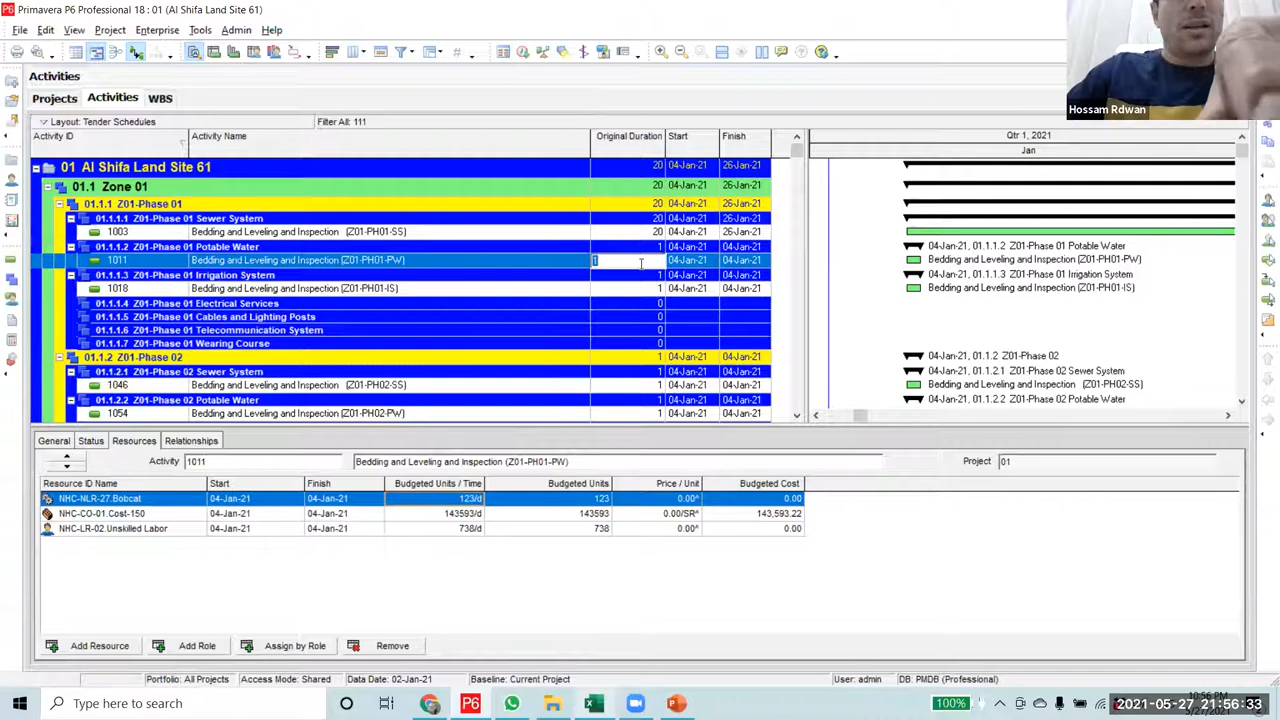 Primavera P6 Professional 18 : 01 (Al Shifa Land Site 61)
File Edit View Project Enterprise Tools Admin Help
Activities
Projects Activities WBS
Layout: Tender Schedules Filter All: 111
Activity ID Activity Name Original Duration Start Finish Qtr 1, 2021
Jan
01 Al Shifa Land Site 61 20 04-Jan-21 26-Jan-21
01.1 Zone 01 20 04-Jan-21 26-Jan-21
01.1.1 Z01-Phase 01 20 04-Jan-21 26-Jan-21
01.1.1.1 Z01-Phase 01 Sewer System 20 04-Jan-21 26-Jan-21
1003 Bedding and Leveling and Inspection (Z01-PH01-SS) 20 04-Jan-21 26-Jan-21
01.1.1.2 Z01-Phase 01 Potable Water 1 04-Jan-21 04-Jan-21 04-Jan-21, 01.1.1.2 Z01-Phase 01 Potable Water
1011 Bedding and Leveling and Inspection (Z01-PH01-PW) 1 04-Jan-21 04-Jan-21 Bedding and Leveling and Inspection (Z01-PH01-PW)
01.1.1.3 Z01-Phase 01 Irrigation System 1 04-Jan-21 04-Jan-21 04-Jan-21, 01.1.1.3 Z01-Phase 01 Irrigation System
1018 Bedding and Leveling and Inspection (Z01-PH01-IS) 1 04-Jan-21 04-Jan-21 Bedding and Leveling and Inspection (Z01-PH01-IS)
01.1.1.4 Z01-Phase 01 Electrical Services 0
01.1.1.5 Z01-Phase 01 Cables and Lighting Posts 0
01.1.1.6 Z01-Phase 01 Telecommunication System 0
01.1.1.7 Z01-Phase 01 Wearing Course 0
01.1.2 Z01-Phase 02 1 04-Jan-21 04-Jan-21 04-Jan-21, 01.1.2 Z01-Phase 02
01.1.2.1 Z01-Phase 02 Sewer System 1 04-Jan-21 04-Jan-21 04-Jan-21, 01.1.2.1 Z01-Phase 02 Sewer System
1046 Bedding and Leveling and Inspection (Z01-PH02-SS) 1 04-Jan-21 04-Jan-21 Bedding and Leveling and Inspection (Z01-PH02-SS)
01.1.2.2 Z01-Phase 02 Potable Water 1 04-Jan-21 04-Jan-21 04-Jan-21, 01.1.2.2 Z01-Phase 02 Potable Water
1054 Bedding and Leveling and Inspection (Z01-PH02-PW) 1 04-Jan-21 04-Jan-21
Hossam Rdwan
General Status Resources Relationships
Activity 1011 Bedding and Leveling and Inspection (Z01-PH01-PW) Project 01
Resource ID Name Start Finish Budgeted Units / Time Budgeted Units Price / Unit Budgeted Cost
NHC-NLR-27.Bobcat 04-Jan-21 04-Jan-21 123/d 123 0.00^ 0.00
NHC-CO-01.Cost-150 04-Jan-21 04-Jan-21 143593/d 143593 0.00/SR^ 143,593.22
NHC-LR-02.Unskilled Labor 04-Jan-21 04-Jan-21 738/d 738 0.00^ 0.00
Add Resource Add Role Assign by Role Remove
Portfolio: All Projects Access Mode: Shared Data Date: 02-Jan-21 Baseline: Current Project User: admin DB: PMDB (Professional)
Type here to search 100% 10:56 PM
2021-05-27 21:56:33
5/27/2021